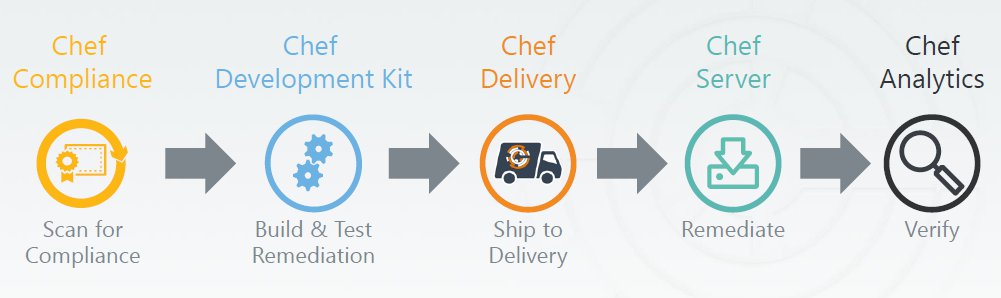 Chef
Compliance
Chef
Development Kit
Chef
Delivery
Chef
Server
Chef
Analytics
Scan for
Compliance
Build & Test
Remediation
Ship to
Delivery
Remediate
Verify